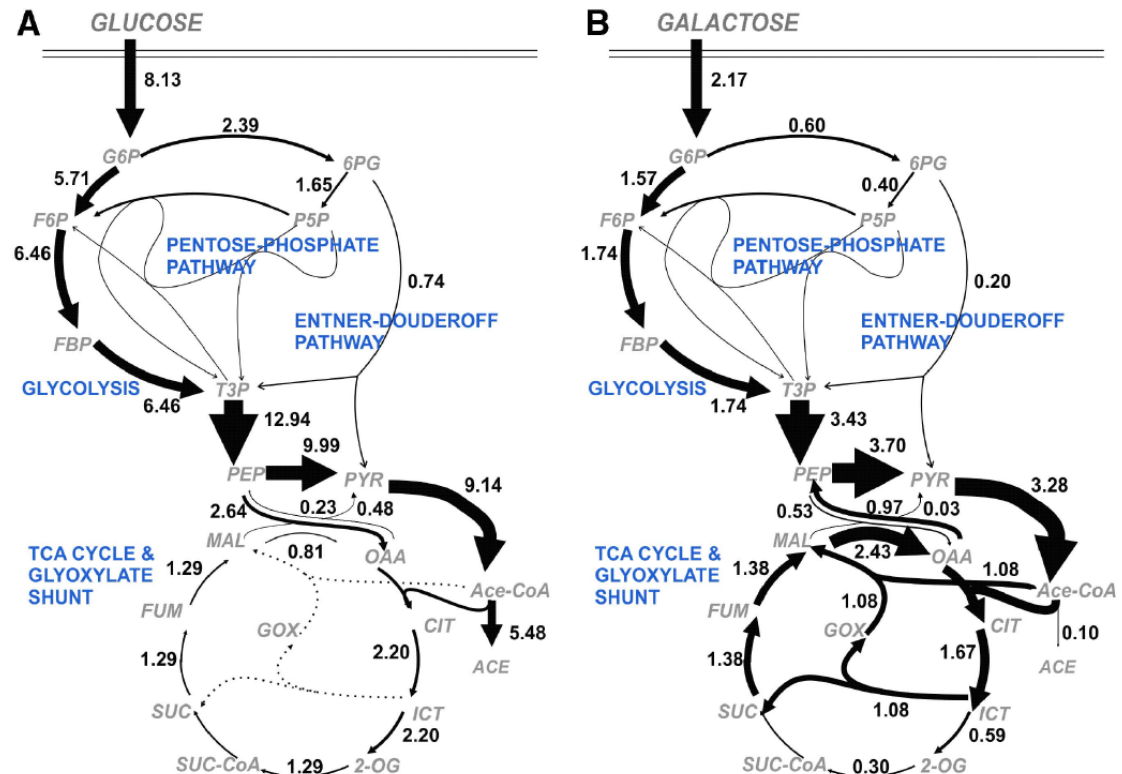 A
GLUCOSE
8.13
2.39
G6P
6PG
5.71
1.65
F6P
P5P
6.46
PENTOSE-PHOSPHATE
PATHWAY
0.74
ENTNER-DOUDEROFF
PATHWAY
FBP
GLYCOLYSIS
T3P
6.46
12.94
9.99
PEP
PYR
9.14
2.64
0.23
0.48
MAL
0.81
OAA
TCA CYCLE &
GLYOXYLATE
SHUNT
1.29
Ace-CoA
FUM
GOX
CIT
5.48
1.29
2.20
ACE
SUC
ICT
2.20
SUC-CoA
1.29
2-OG
B
GALACTOSE
2.17
0.60
G6P
6PG
1.57
0.40
F6P
P5P
1.74
PENTOSE-PHOSPHATE
PATHWAY
0.20
ENTNER-DOUDEROFF
PATHWAY
FBP
GLYCOLYSIS
T3P
1.74
3.43
3.70
PEP
PYR
3.28
0.53
0.97
0.03
MAL
2.43
OAA
TCA CYCLE &
GLYOXYLATE
SHUNT
1.38
1.08
Ace-CoA
FUM
1.08
GOX
CIT
0.10
1.38
1.67
ACE
SUC
1.08
ICT
0.59
SUC-CoA
0.30
2-OG